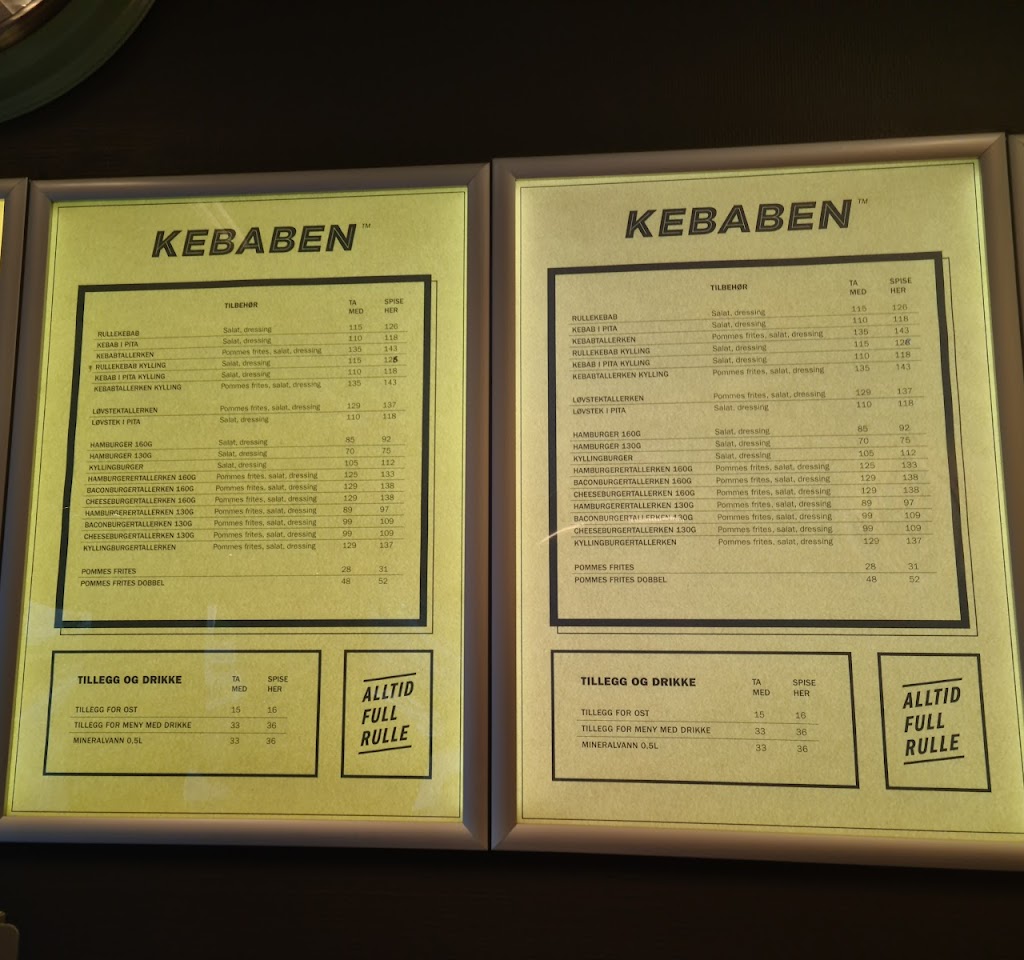 KEBABEN™
TILBEHØR TA MED SPISE HER
RULLEKEBAB Salat, dressing 115 126
KEBAB I PITA Salat, dressing 110 118
KEBABTALLERKEN Pommes frites, salat, dressing 135 143
RULLEKEBAB KYLLING Salat, dressing 115 126
KEBAB I PITA KYLLING Salat, dressing 110 118
KEBABTALLERKEN KYLLING Pommes frites, salat, dressing 135 143
LØVSTEKTALLERKEN Pommes frites, salat, dressing 129 137
LØVSTEK I PITA Salat, dressing 110 118
HAMBURGER 160G Salat, dressing 85 92
HAMBURGER 130G Salat, dressing 70 75
KYLLINGBURGER Salat, dressing 105 112
HAMBURGERERTALLERKEN 160G Pommes frites, salat, dressing 125 133
BACONBURGERTALLERKEN 160G Pommes frites, salat, dressing 129 138
CHEESEBURGERTALLERKEN 160G Pommes frites, salat, dressing 129 138
HAMBURGERERTALLERKEN 130G Pommes frites, salat, dressing 89 97
BACONBURGERTALLERKEN 130G Pommes frites, salat, dressing 99 109
CHEESEBURGERTALLERKEN 130G Pommes frites, salat, dressing 99 109
KYLLINGBURGERTALLERKEN Pommes frites, salat, dressing 129 137
POMMES FRITES 28 31
POMMES FRITES DOBBEL 48 52
TILLEGG OG DRIKKE TA MED SPISE HER
TILLEGG FOR OST 15 16
TILLEGG FOR MENY MED DRIKKE 33 36
MINERALVANN 0,5L 33 36
ALLTID
FULL
RULLE
KEBABEN™
TILBEHØR TA MED SPISE HER
RULLEKEBAB Salat, dressing 115 126
KEBAB I PITA Salat, dressing 110 118
KEBABTALLERKEN Pommes frites, salat, dressing 135 143
RULLEKEBAB KYLLING Salat, dressing 115 126
KEBAB I PITA KYLLING Salat, dressing 110 118
KEBABTALLERKEN KYLLING Pommes frites, salat, dressing 135 143
LØVSTEKTALLERKEN Pommes frites, salat, dressing 129 137
LØVSTEK I PITA Salat, dressing 110 118
HAMBURGER 160G Salat, dressing 85 92
HAMBURGER 130G Salat, dressing 70 75
KYLLINGBURGER Salat, dressing 105 112
HAMBURGERERTALLERKEN 160G Pommes frites, salat, dressing 125 133
BACONBURGERTALLERKEN 160G Pommes frites, salat, dressing 129 138
CHEESEBURGERTALLERKEN 160G Pommes frites, salat, dressing 129 138
HAMBURGERERTALLERKEN 130G Pommes frites, salat, dressing 89 97
BACONBURGERTALLERKEN 130G Pommes frites, salat, dressing 99 109
CHEESEBURGERTALLERKEN 130G Pommes frites, salat, dressing 99 109
KYLLINGBURGERTALLERKEN Pommes frites, salat, dressing 129 137
POMMES FRITES 28 31
POMMES FRITES DOBBEL 48 52
TILLEGG OG DRIKKE TA MED SPISE HER
TILLEGG FOR OST 15 16
TILLEGG FOR MENY MED DRIKKE 33 36
MINERALVANN 0,5L 33 36
ALLTID
FULL
RULLE